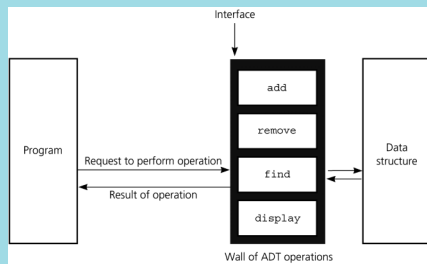 Interface
add
remove
Program
Request to perform operation
find
Result of operation
display
Data
structure
Wall of ADT operations